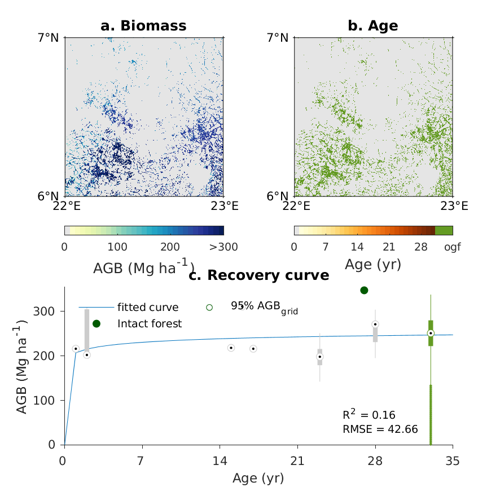 a. Biomass
b. Age
7°N
6°N
22°E 23°E
7°N
6°N
22°E 23°E
0 100 200 >300
AGB (Mg ha⁻¹)
0 7 14 21 28 ogf
Age (yr)
c. Recovery curve
AGB (Mg ha⁻¹)
300
200
100
0
fitted curve
95% AGBgrid
Intact forest
R² = 0.16
RMSE = 42.66
0 7 14 21 28 35
Age (yr)